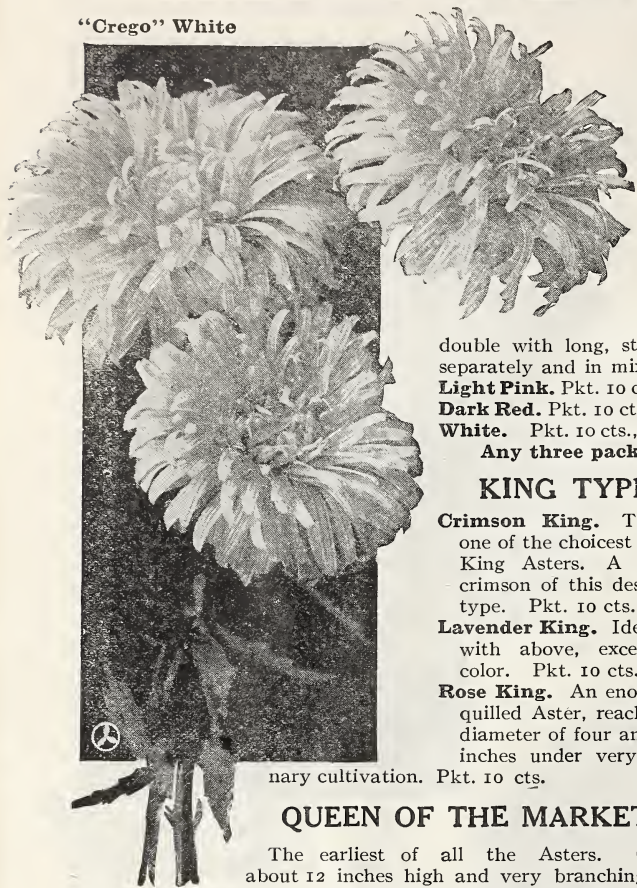 “Crego” White
double with long, st
separately and in mix
Light Pink. Pkt. 10 c
Dark Red. Pkt. 10 ct
White. Pkt. 10 cts.,
Any three pack
KING TYPE
Crimson King. T
one of the choicest
King Asters. A
crimson of this des
type. Pkt. 10 cts.
Lavender King. Ide
with above, exce
color. Pkt. 10 cts.
Rose King. An eno
quilled Aster, reach
diameter of four an
inches under very
nary cultivation. Pkt. 10 cts.
QUEEN OF THE MARKET
The earliest of all the Asters.
about 12 inches high and very branching